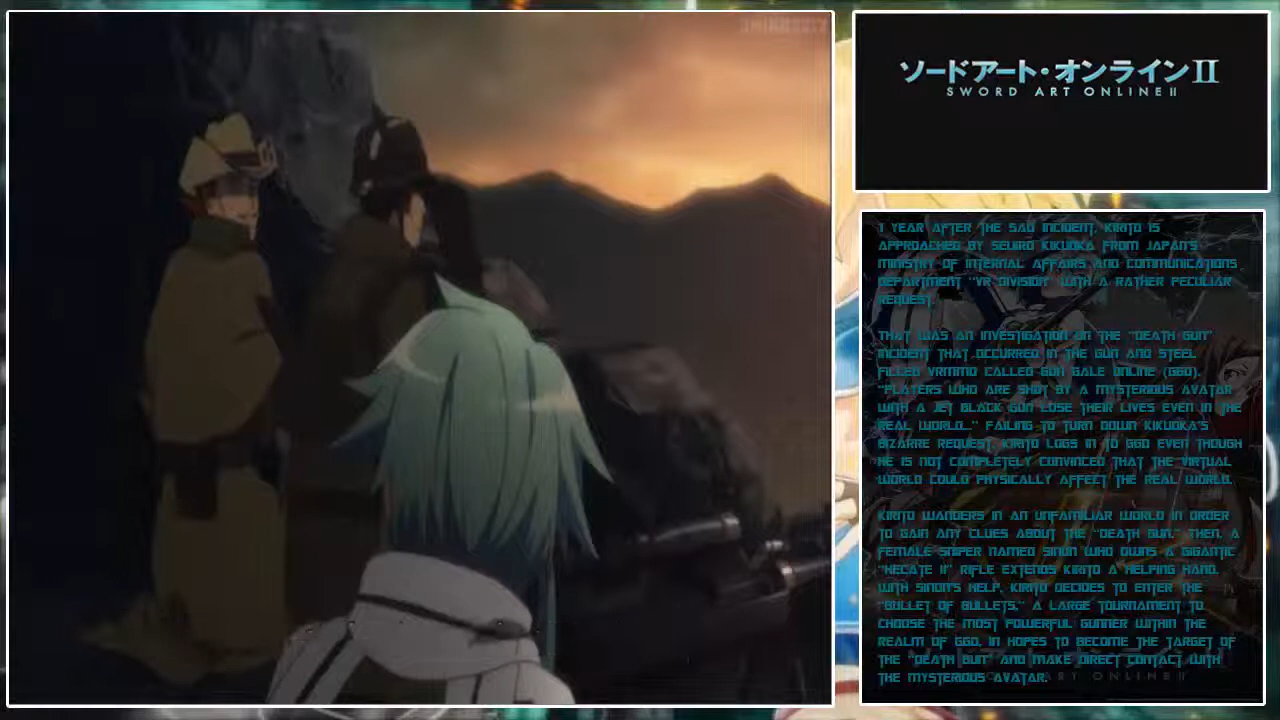 ソードアート・オンラインII
SWORD ART ONLINE II
1 YEAR AFTER THE SAO INCIDENT, KIRITO IS
APPROACHED BY SEIJIRO KIKUOKA FROM JAPAN'S
MINISTRY OF INTERNAL AFFAIRS AND COMMUNICATIONS
DEPARTMENT "VR DIVISION" WITH A RATHER PECULIAR
REQUEST.
THAT WAS AN INVESTIGATION ON THE "DEATH GUN"
INCIDENT THAT OCCURRED IN THE GUN AND STEEL
FILLED VRMMO CALLED GUN GALE ONLINE (GGO).
"PLAYERS WHO ARE SHOT BY A MYSTERIOUS AVATAR
WITH A JET BLACK GUN LOSE THEIR LIVES EVEN IN THE
REAL WORLD..." FAILING TO TURN DOWN KIKUOKA'S
BIZARRE REQUEST, KIRITO LOGS IN TO GGO EVEN THOUGH
HE IS NOT COMPLETELY CONVINCED THAT THE VIRTUAL
WORLD COULD PHYSICALLY AFFECT THE REAL WORLD.
KIRITO WANDERS IN AN UNFAMILIAR WORLD IN ORDER
TO GAIN ANY CLUES ABOUT THE "DEATH GUN." THEN, A
FEMALE SNIPER NAMED SINON WHO OWNS A GIGANTIC
"HECATE II" RIFLE EXTENDS KIRITO A HELPING HAND.
WITH SINON'S HELP, KIRITO DECIDES TO ENTER THE
"BULLET OF BULLETS," A LARGE TOURNAMENT TO
CHOOSE THE MOST POWERFUL GUNNER WITHIN THE
REALM OF GGO, IN HOPES TO BECOME THE TARGET OF
THE "DEATH GUN" AND MAKE DIRECT CONTACT WITH
THE MYSTERIOUS AVATAR.
ART ONLINE II